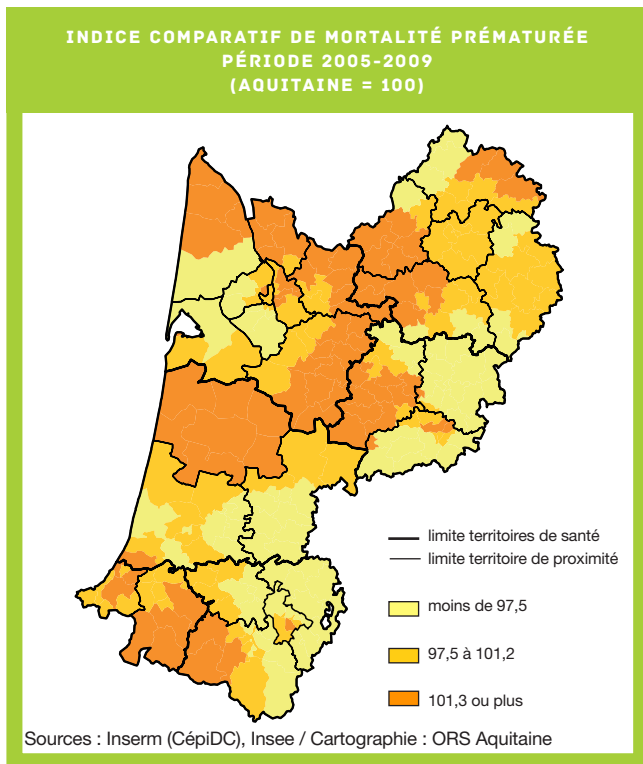 INDICE COMPARATIF DE MORTALITÉ PRÉMATURÉE
PÉRIODE 2005-2009
(AQUITAINE = 100)
limite territoires de santé
limite territoire de proximité
moins de 97,5
97,5 à 101,2
101,3 ou plus
Sources : Inserm (CépiDC), Insee / Cartographie : ORS Aquitaine